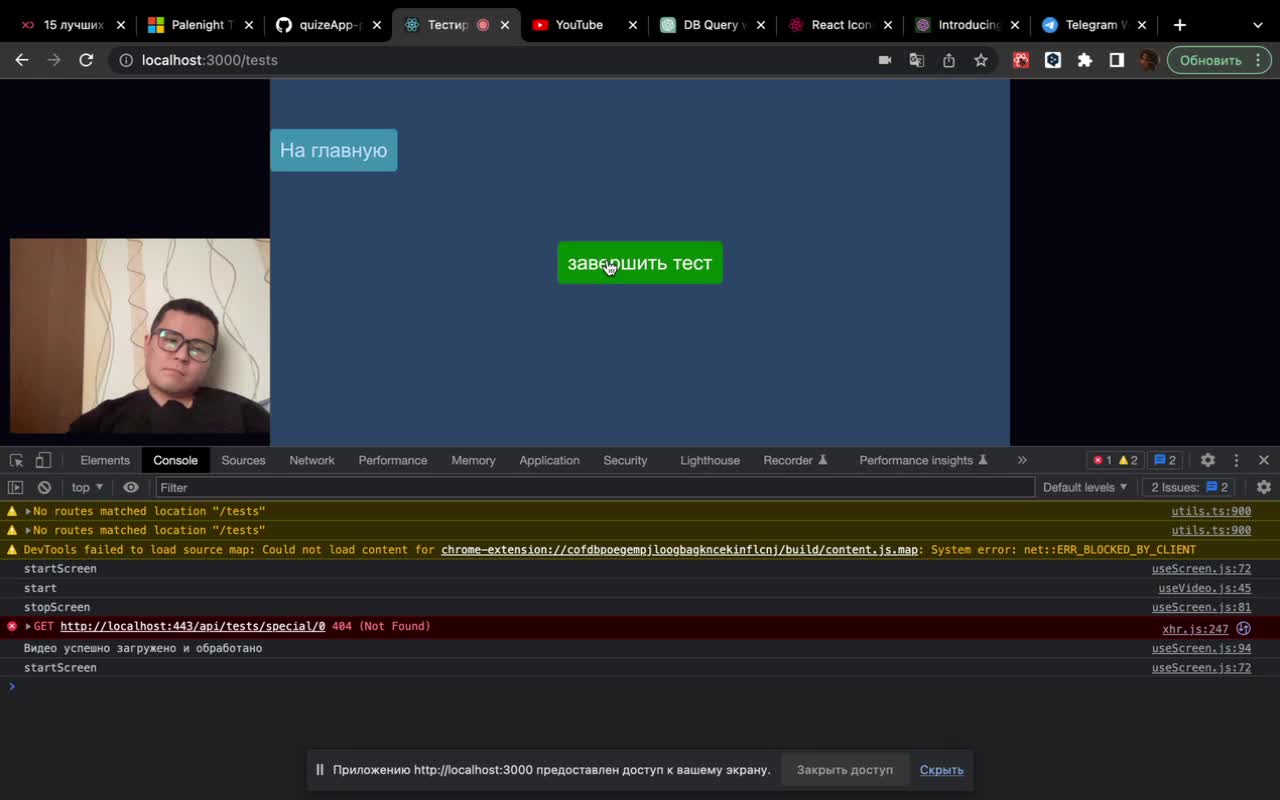 15 лучших
Palenight T
quizeApp-
Тестир
YouTube
DB Query
React Icon
Introducing
Telegram W
localhost:3000/tests
Обновить
На главную
завершить тест
Elements
Console
Sources
Network
Performance
Memory
Application
Security
Lighthouse
Recorder
Performance insights
1
2
2
top
Filter
Default levels
2 Issues:
2
No routes matched location "/tests"
utils.ts:900
No routes matched location "/tests"
utils.ts:900
DevTools failed to load source map: Could not load content for chrome-extension://cofdbpoegempjloogbagkncekinflcnj/build/content.js.map: System error: net::ERR_BLOCKED_BY_CLIENT
startScreen
useScreen.js:72
start
useVideo.js:45
stopScreen
useScreen.js:81
GET http://localhost:443/api/tests/special/0 404 (Not Found)
xhr.js:247
Видео успешно загружено и обработано
useScreen.js:94
startScreen
useScreen.js:72
Приложению http://localhost:3000 предоставлен доступ к вашему экрану.
Закрыть доступ
Скрыть